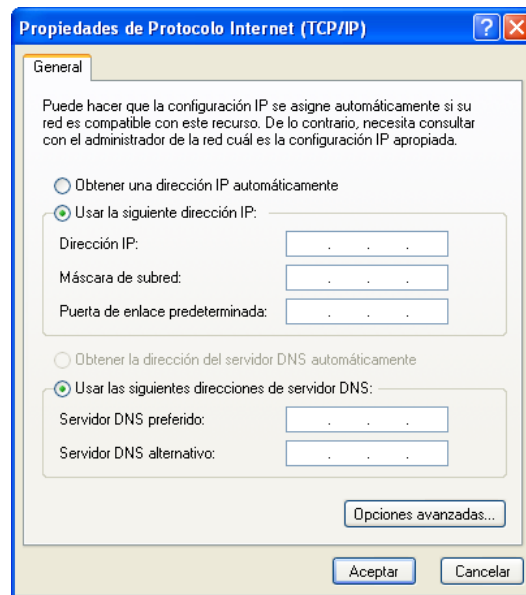 Propiedades de Protocolo Internet (TCP/IP)
General
Puede hacer que la configuración IP se asigne automáticamente si su
red es compatible con este recurso. De lo contrario, necesita consultar
con el administrador de la red cuál es la configuración IP apropiada.
Obtener una dirección IP automáticamente
Usar la siguiente dirección IP:
Dirección IP:
Máscara de subred:
Puerta de enlace predeterminada:
Obtener la dirección del servidor DNS automáticamente
Usar las siguientes direcciones de servidor DNS:
Servidor DNS preferido:
Servidor DNS alternativo:
Opciones avanzadas...
Aceptar
Cancelar